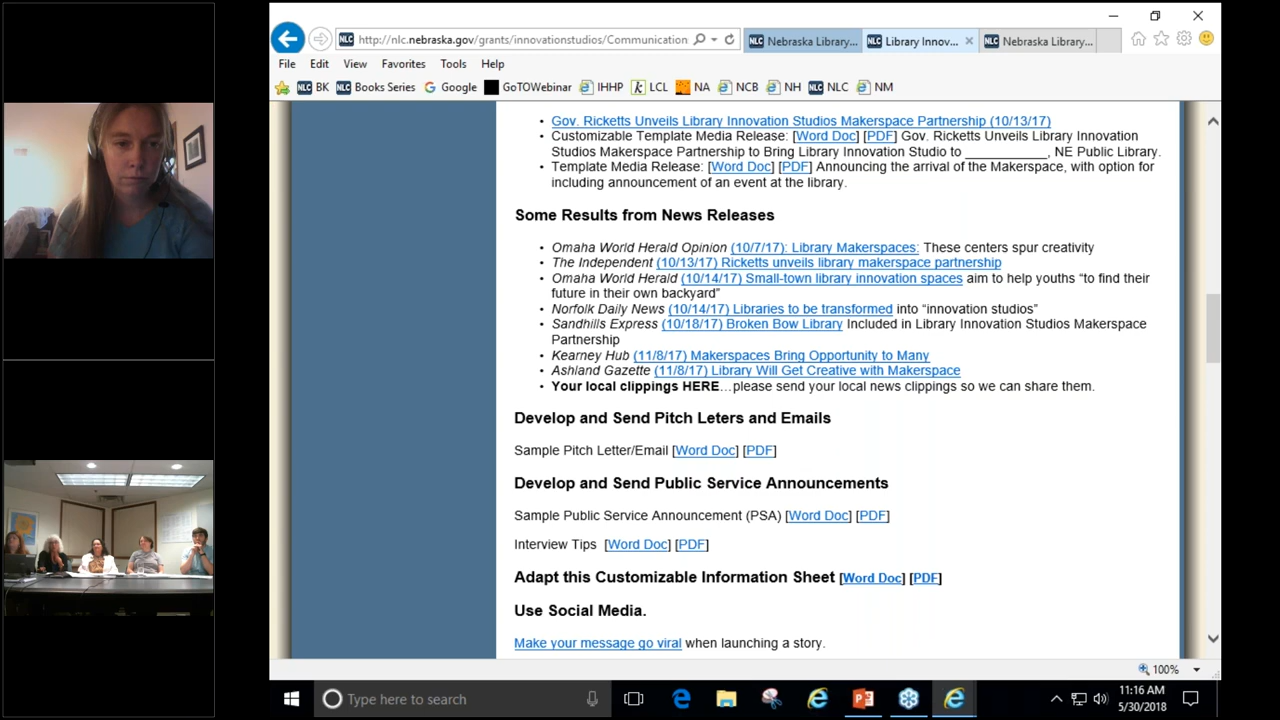 http://nlc.nebraska.gov/grants/innovationstudios/Communication
NLC Nebraska Library...
NLC Library Innov...
NLC Nebraska Library...
File Edit View Favorites Tools Help
NLC BK NLC Books Series Google GoTOWebinar IHHP LCL NA NCB NH NLC NLC NM
• Gov. Ricketts Unveils Library Innovation Studios Makerspace Partnership (10/13/17)
• Customizable Template Media Release: [Word Doc] [PDF] Gov. Ricketts Unveils Library Innovation
Studios Makerspace Partnership to Bring Library Innovation Studio to ___________, NE Public Library.
• Template Media Release: [Word Doc] [PDF] Announcing the arrival of the Makerspace, with option for
including announcement of an event at the library.
Some Results from News Releases
• Omaha World Herald Opinion (10/7/17): Library Makerspaces: These centers spur creativity
• The Independent (10/13/17) Ricketts unveils library makerspace partnership
• Omaha World Herald (10/14/17) Small-town library innovation spaces aim to help youths “to find their
future in their own backyard”
• Norfolk Daily News (10/14/17) Libraries to be transformed into “innovation studios”
• Sandhills Express (10/18/17) Broken Bow Library Included in Library Innovation Studios Makerspace
Partnership
• Kearney Hub (11/8/17) Makerspaces Bring Opportunity to Many
• Ashland Gazette (11/8/17) Library Will Get Creative with Makerspace
• Your local clippings HERE…please send your local news clippings so we can share them.
Develop and Send Pitch Leters and Emails
Sample Pitch Letter/Email [Word Doc] [PDF]
Develop and Send Public Service Announcements
Sample Public Service Announcement (PSA) [Word Doc] [PDF]
Interview Tips [Word Doc] [PDF]
Adapt this Customizable Information Sheet [Word Doc] [PDF]
Use Social Media.
Make your message go viral when launching a story.
100%
Type here to search
11:16 AM
5/30/2018